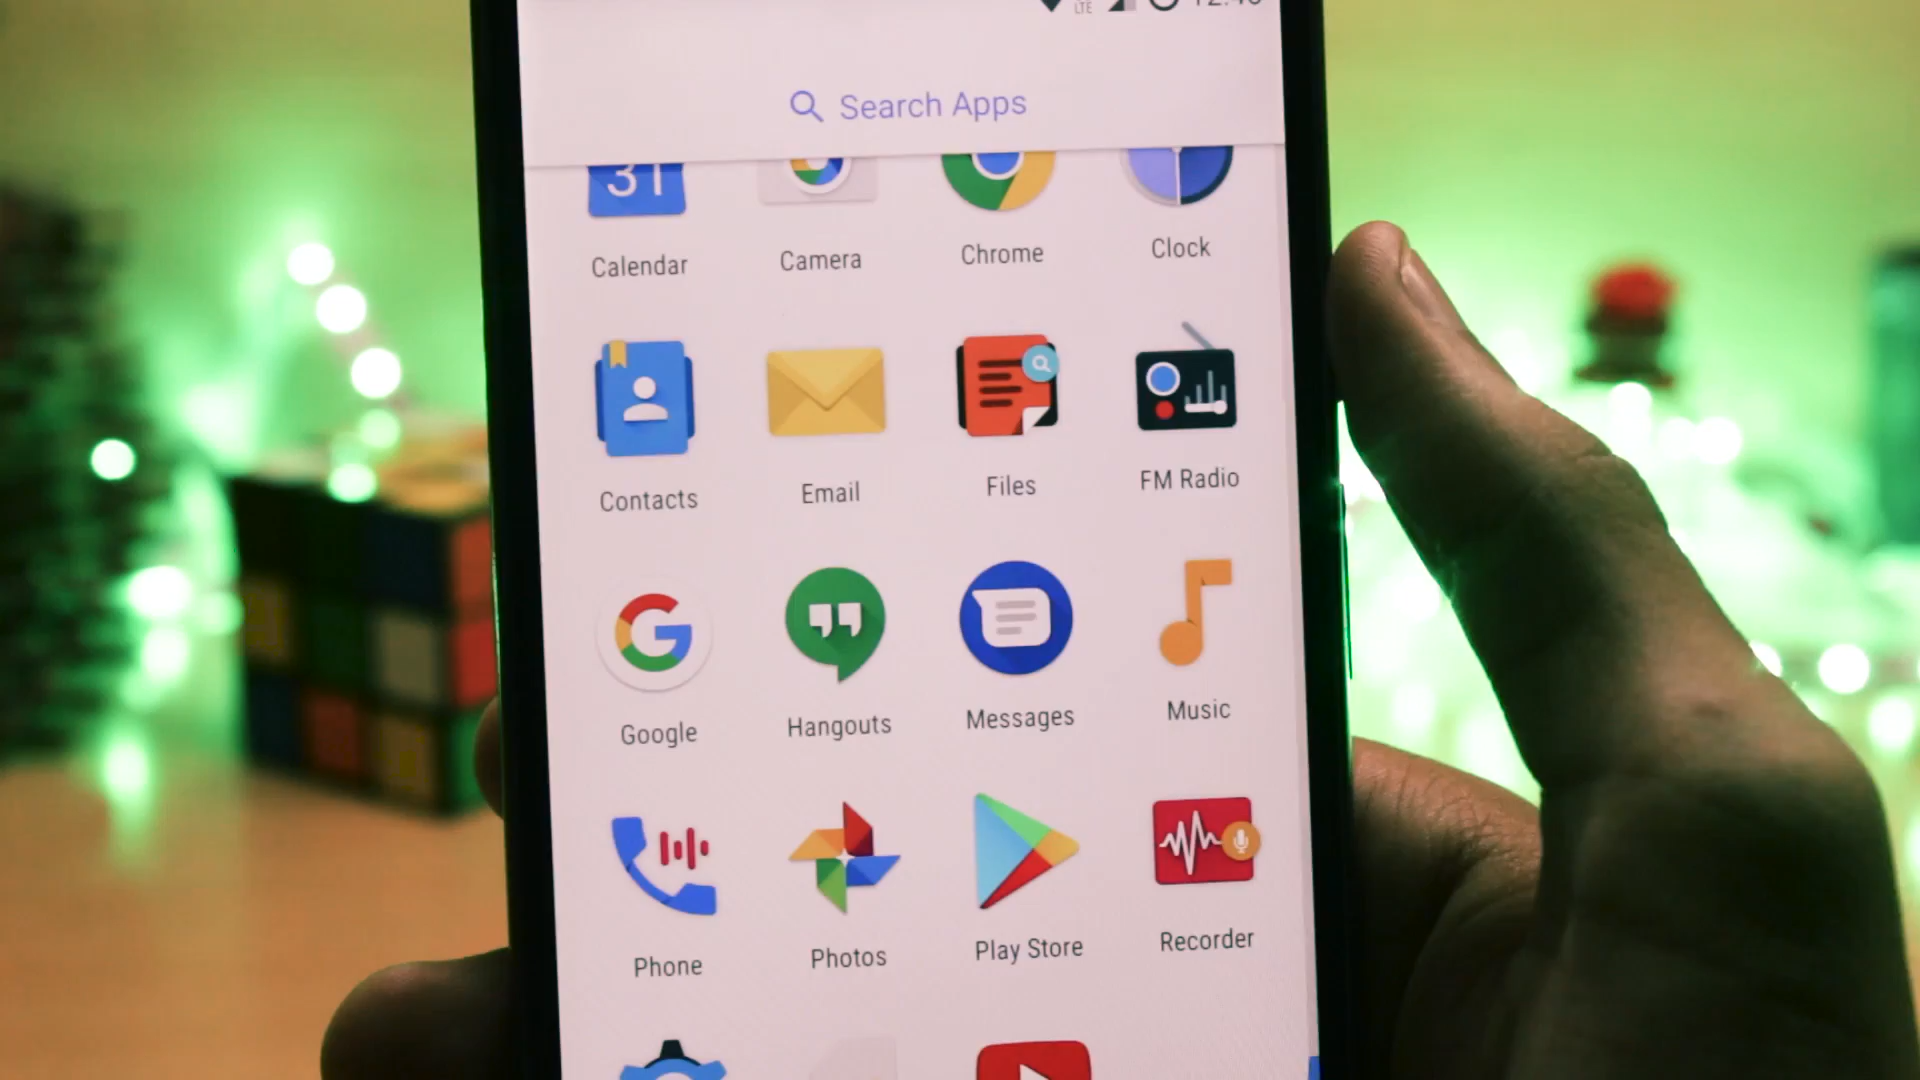 LTE
Search Apps
31
Calendar Camera Chrome Clock
Contacts Email Files FM Radio
Google Hangouts Messages Music
Phone Photos Play Store Recorder